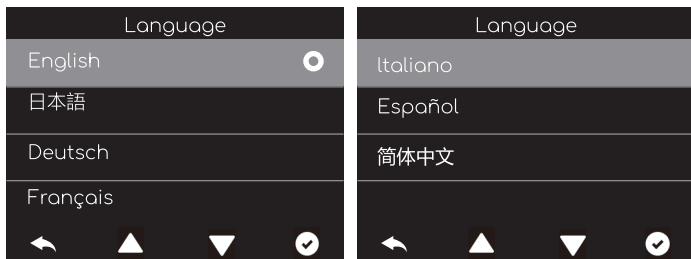 Language
English
日本語
Deutsch
Français
Language
Italiano
Español
简体中文